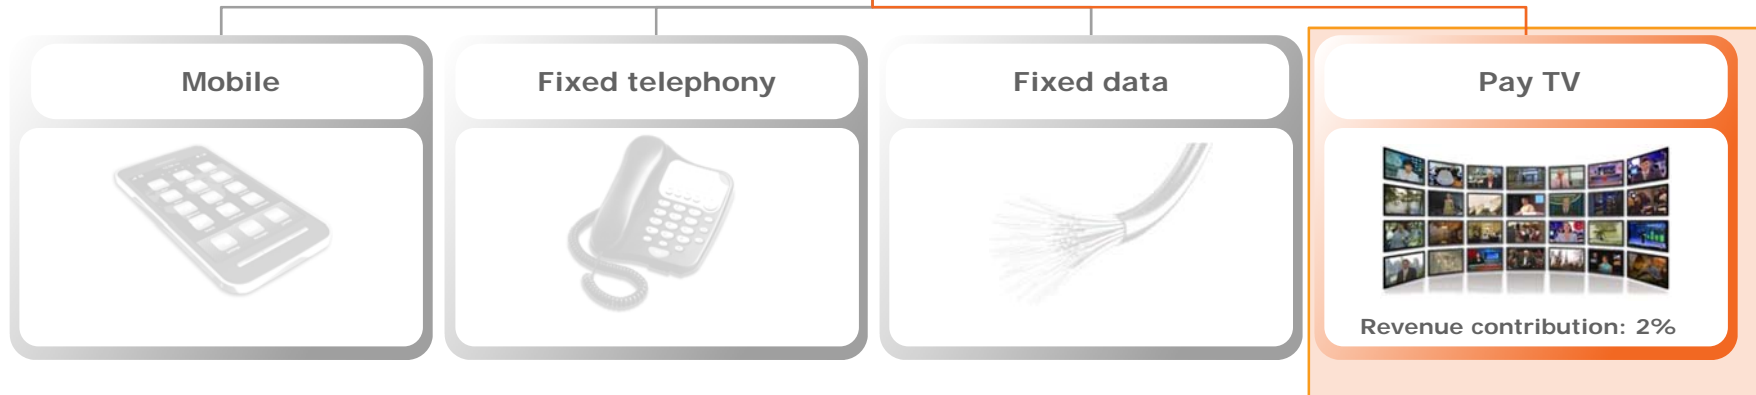 Mobile
Fixed telephony
Fixed data
Pay TV
Revenue contribution: 2%